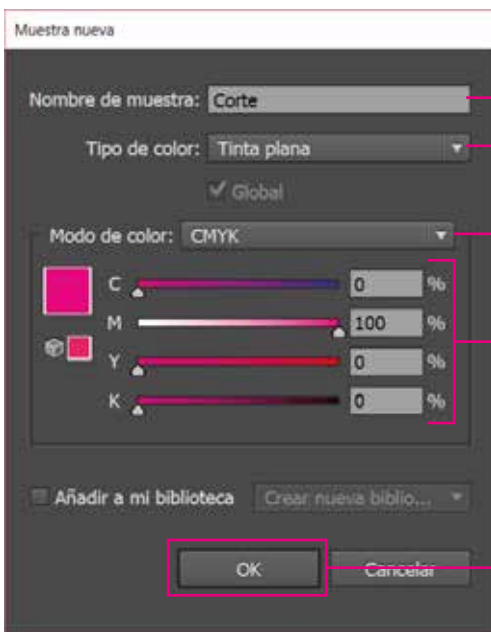 Muestra nueva
Nombre de muestra: Corte
Tipo de color: Tinta plana
Global
Modo de color: CMYK
C 0 %
M 100 %
Y 0 %
K 0 %
Añadir a mi biblioteca Crear nueva biblio...
OK Cancelar